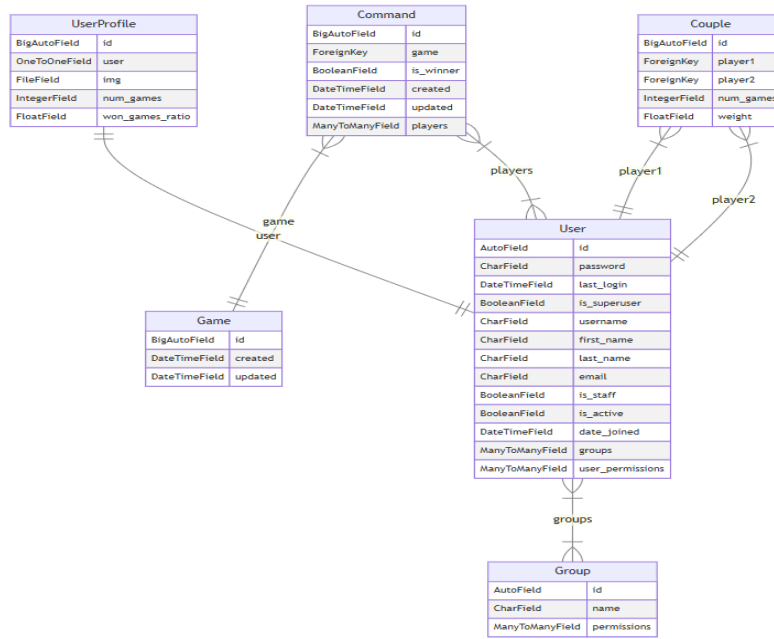 UserProfile
BigAutoField id
OneToOneField user
FileField img
IntegerField num_games
FloatField won_games_ratio
Command
BigAutoField id
ForeignKey game
BooleanField is_winner
DateTimeField created
DateTimeField updated
ManyToManyField players
Couple
BigAutoField id
ForeignKey player1
ForeignKey player2
IntegerField num_games
FloatField weight
players
player1
player2
game
user
User
AutoField id
CharField password
DateTimeField last_login
BooleanField is_superuser
CharField username
CharField first_name
CharField last_name
CharField email
BooleanField is_staff
BooleanField is_active
DateTimeField date_joined
ManyToManyField groups
ManyToManyField user_permissions
Game
BigAutoField id
DateTimeField created
DateTimeField updated
groups
Group
AutoField id
CharField name
ManyToManyField permissions